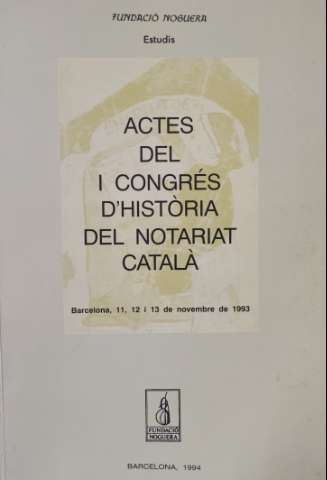 FUNDACIÓ NOGUERA
Estudis
ACTES
DEL
I CONGRÉS
D'HISTÒRIA
DEL NOTARIAT
CATALÀ
Barcelona, 11, 12 i 13 de novembre de 1993
FUNDACIÓ
NOGUERA
BARCELONA, 1994